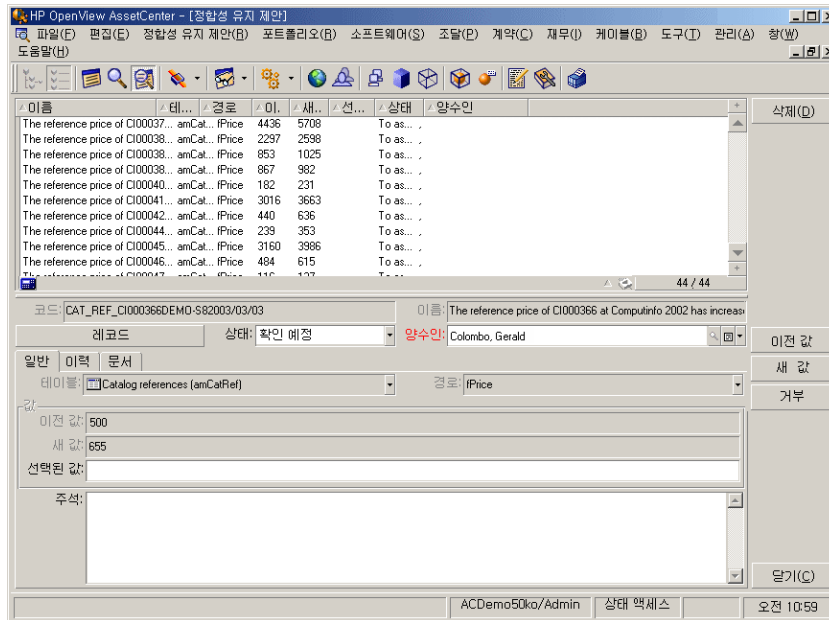 HP OpenView AssetCenter - [정합성 유지 제안]
파일(F) 편집(E) 정합성 유지 제안(R) 포트폴리오(R) 소프트웨어(S) 조달(P) 계약(C) 재무(I) 케이블(B) 도구(T) 관리(A) 창(W)
도움말(H)
이름 테... 경로 이. 새.. 선... 상태 양수인
The reference price of CI00037... amCat... fPrice 4436 5708 To as... ,
The reference price of CI00038... amCat... fPrice 2297 2598 To as... ,
The reference price of CI00038... amCat... fPrice 853 1025 To as... ,
The reference price of CI00038... amCat... fPrice 867 982 To as... ,
The reference price of CI00040... amCat... fPrice 182 231 To as... ,
The reference price of CI00041... amCat... fPrice 3016 3663 To as... ,
The reference price of CI00042... amCat... fPrice 440 636 To as... ,
The reference price of CI00044... amCat... fPrice 239 353 To as... ,
The reference price of CI00045... amCat... fPrice 3160 3986 To as... ,
The reference price of CI00046... amCat... fPrice 484 615 To as... ,
44 / 44
삭제(D)
코드: CAT_REF_CI000366DEMO-S82003/03/03 이름: The reference price of CI000366 at Computinfo 2002 has increas
레코드 상태: 확인 예정 양수인: Colombo, Gerald
이전 값
새 값
거부
일반 이력 문서
테이블: Catalog references (amCatRef) 경로: fPrice
값
이전 값: 500
새 값: 655
선택된 값:
주석:
닫기(C)
ACDemo50ko/Admin 상태 액세스 오전 10:59